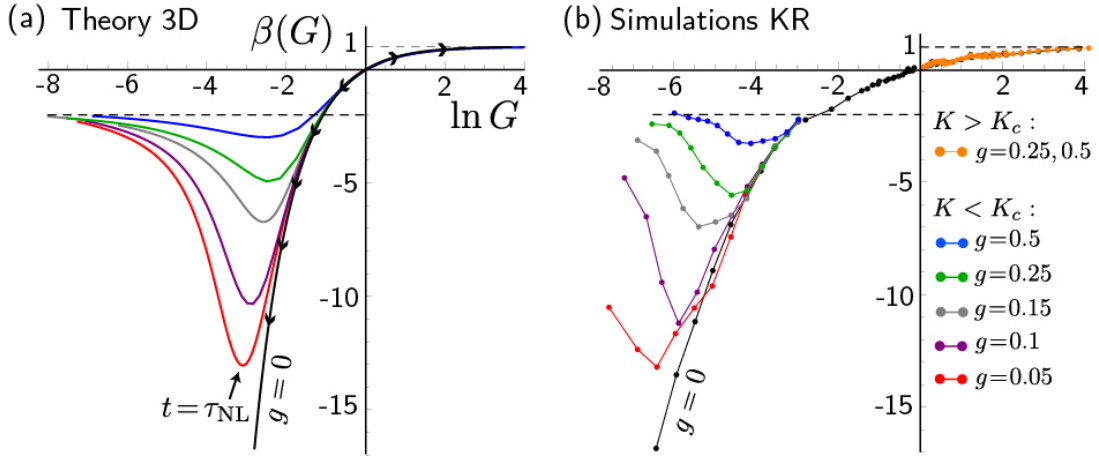 (a) Theory 3D
β(G)
1
-8 -6 -4 -2 2 4
ln G
-5
-10
-15
t = τ_NL
g = 0
(b) Simulations KR
1
-8 -6 -4 -2 2 4
-5
-10
-15
g = 0
K > K_c :
g=0.25, 0.5
K < K_c :
g=0.5
g=0.25
g=0.15
g=0.1
g=0.05